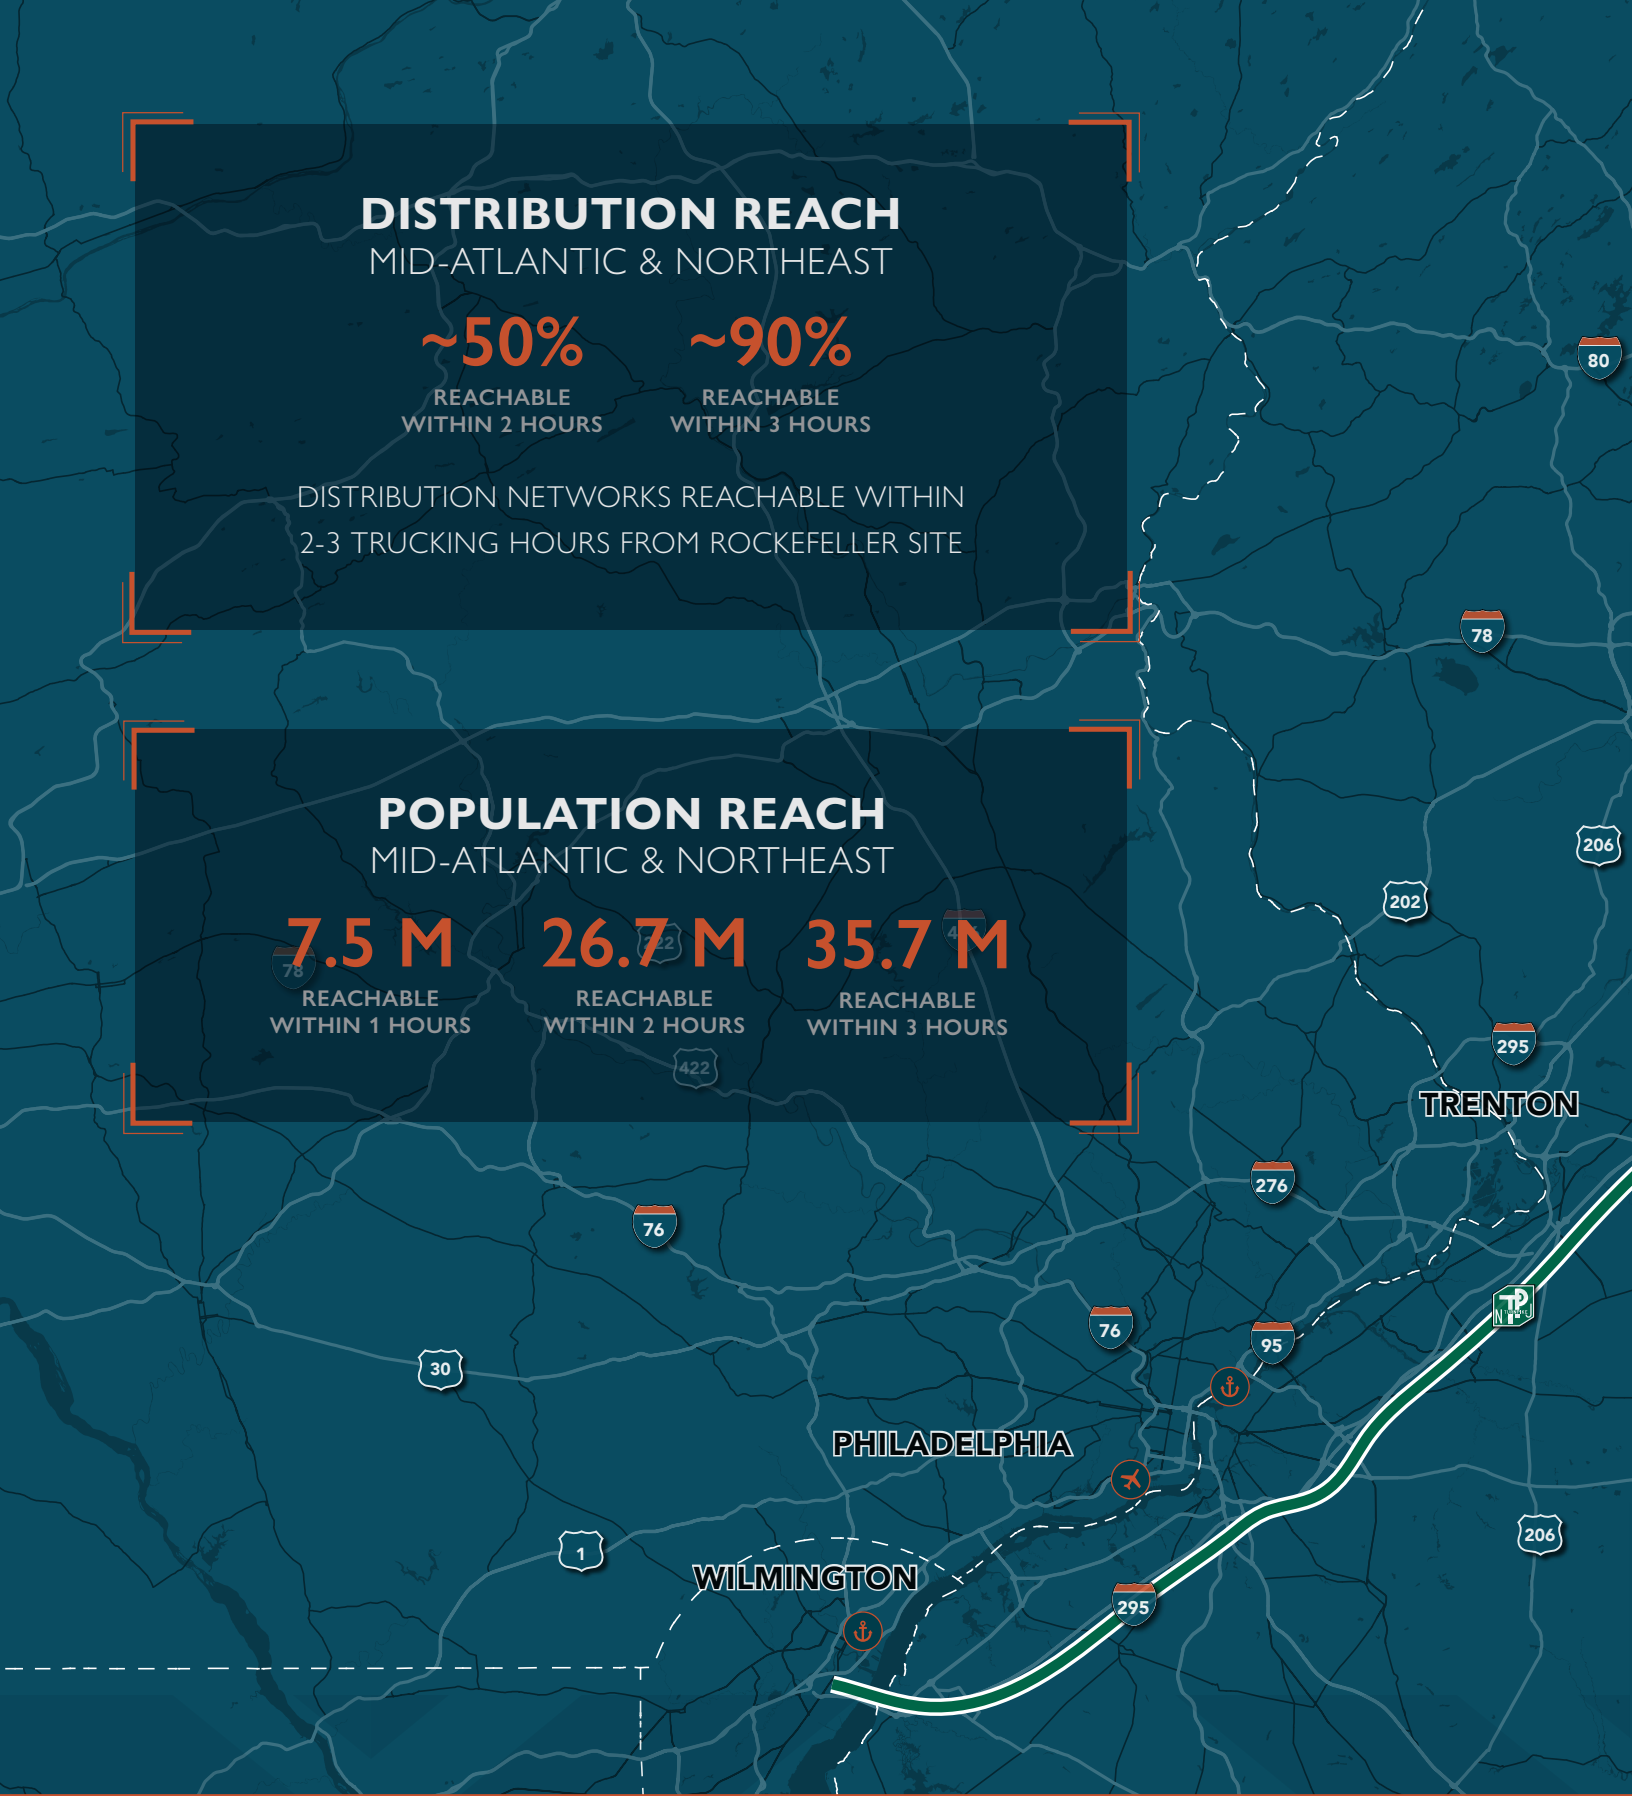 DISTRIBUTION REACH
MID-ATLANTIC & NORTHEAST
~50%
REACHABLE
WITHIN 2 HOURS
~90%
REACHABLE
WITHIN 3 HOURS
DISTRIBUTION NETWORKS REACHABLE WITHIN
2-3 TRUCKING HOURS FROM ROCKEFELLER SITE
80
78
POPULATION REACH
MID-ATLANTIC & NORTHEAST
7.5 M
REACHABLE
WITHIN 1 HOURS
26.7 M
REACHABLE
WITHIN 2 HOURS
35.7 M
REACHABLE
WITHIN 3 HOURS
78
422
206
202
295
TRENTON
276
76
76
95
30
PHILADELPHIA
206
1
WILMINGTON
295